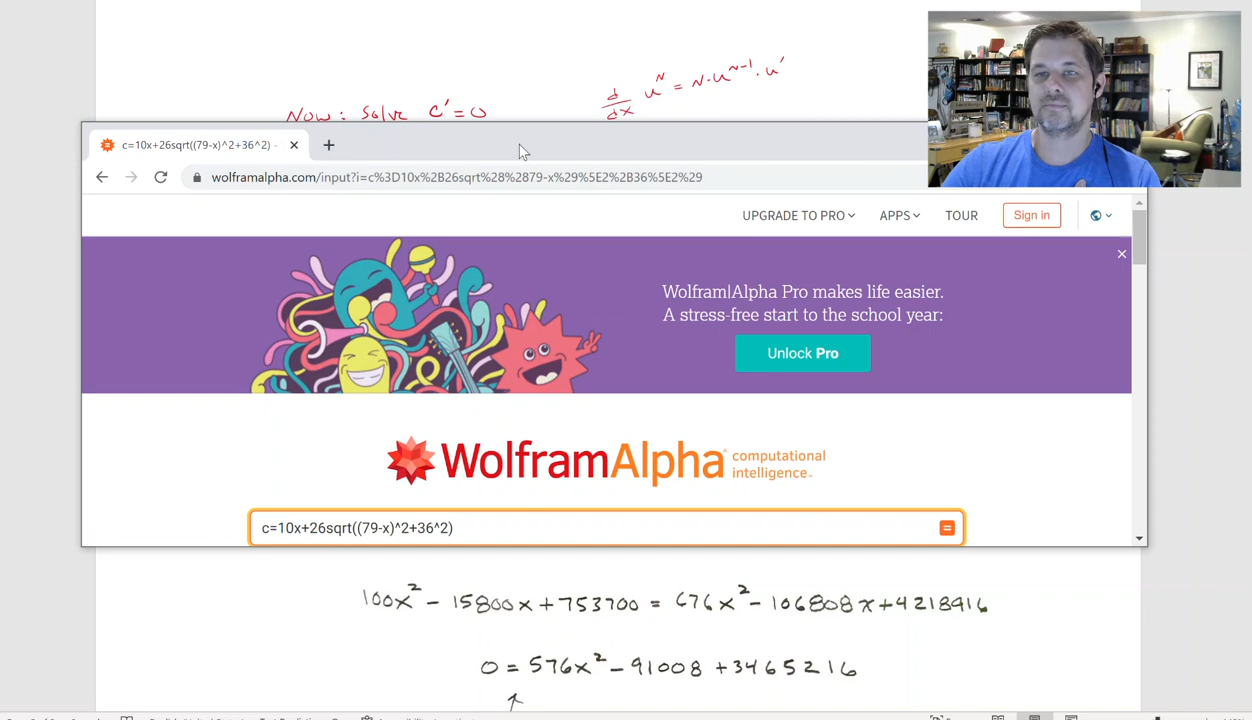 d/dx u^N = N·u^(N-1)·u'
Now: Solve c'=0
c=10x+26sqrt((79-x)^2+36^2) -
wolframalpha.com/input?i=c%3D10x%2B26sqrt%28%2879-x%29%5E2%2B36%5E2%29
UPGRADE TO PRO APPS TOUR Sign in
Wolfram|Alpha Pro makes life easier.
A stress-free start to the school year:
Unlock Pro
WolframAlpha computational
intelligence.
c=10x+26sqrt((79-x)^2+36^2)
100x² - 15800x + 753700 = 676x² - 106808x + 4218916
0 = 576x² - 91008 + 3465216